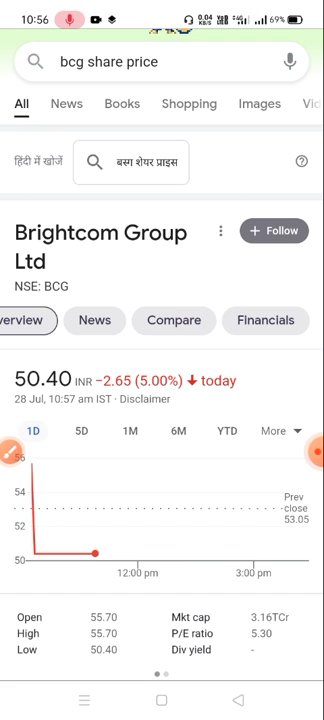 10:56
0.04
KB/S
69%
bcg share price
All News Books Shopping Images Vid
हिंदी में खोजें
बस्ग शेयर प्राइस
Brightcom Group
Ltd
+ Follow
NSE: BCG
verview News Compare Financials
50.40 INR −2.65 (5.00%) today
28 Jul, 10:57 am IST · Disclaimer
1D 5D 1M 6M YTD More
56
54
52
50
Prev
close
53.05
12:00 pm 3:00 pm
Open 55.70 Mkt cap 3.16TCr
High 55.70 P/E ratio 5.30
Low 50.40 Div yield -